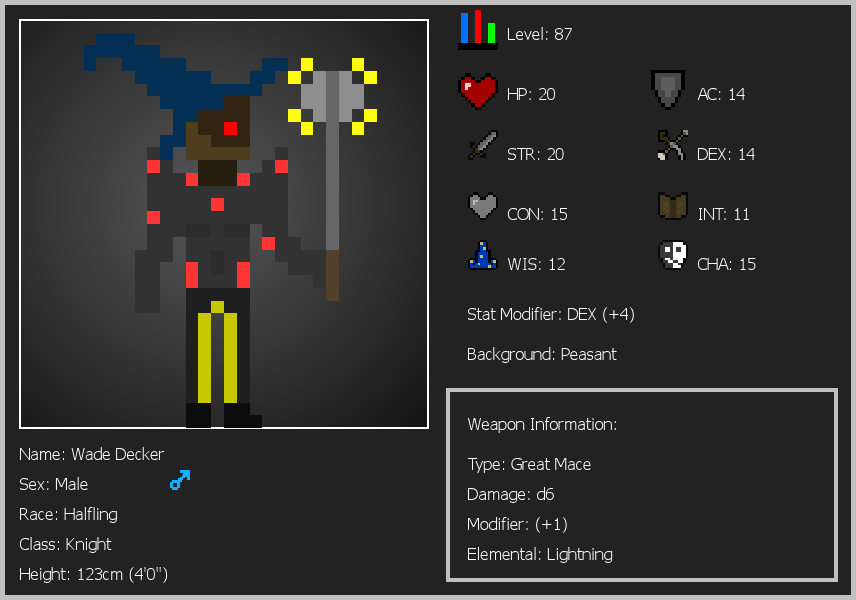 Level: 87
HP: 20
AC: 14
STR: 20
DEX: 14
CON: 15
INT: 11
WIS: 12
CHA: 15
Stat Modifier: DEX (+4)
Background: Peasant
Weapon Information:
Type: Great Mace
Damage: d6
Modifier: (+1)
Elemental: Lightning
Name: Wade Decker
Sex: Male
Race: Halfling
Class: Knight
Height: 123cm (4'0")